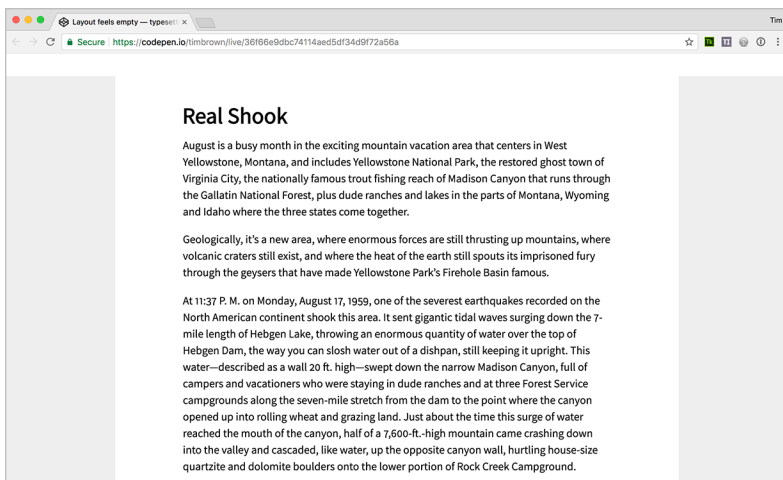 Layout feels empty — typesett
Tim
Secure
https://codepen.io/timbrown/live/36f66e9dbc74114aed5df34d9f72a56a
Tk
TI
Real Shook
August is a busy month in the exciting mountain vacation area that centers in West
Yellowstone, Montana, and includes Yellowstone National Park, the restored ghost town of
Virginia City, the nationally famous trout fishing reach of Madison Canyon that runs through
the Gallatin National Forest, plus dude ranches and lakes in the parts of Montana, Wyoming
and Idaho where the three states come together.
Geologically, it’s a new area, where enormous forces are still thrusting up mountains, where
volcanic craters still exist, and where the heat of the earth still spouts its imprisoned fury
through the geysers that have made Yellowstone Park’s Firehole Basin famous.
At 11:37 P. M. on Monday, August 17, 1959, one of the severest earthquakes recorded on the
North American continent shook this area. It sent gigantic tidal waves surging down the 7-
mile length of Hebgen Lake, throwing an enormous quantity of water over the top of
Hebgen Dam, the way you can slosh water out of a dishpan, still keeping it upright. This
water—described as a wall 20 ft. high—swept down the narrow Madison Canyon, full of
campers and vacationers who were staying in dude ranches and at three Forest Service
campgrounds along the seven-mile stretch from the dam to the point where the canyon
opened up into rolling wheat and grazing land. Just about the time this surge of water
reached the mouth of the canyon, half of a 7,600-ft.-high mountain came crashing down
into the valley and cascaded, like water, up the opposite canyon wall, hurtling house-size
quartzite and dolomite boulders onto the lower portion of Rock Creek Campground.